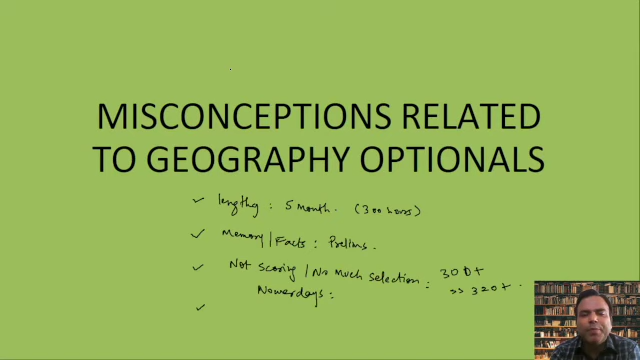 MISCONCEPTIONS RELATED
TO GEOGRAPHY OPTIONALS
✓ lengthy : 5 month. (300 hours)
✓ Memory / Facts : Prelims.
✓ Not Scoring / No Much Selection : 300+
Nowerdays : >> 320+.
✓